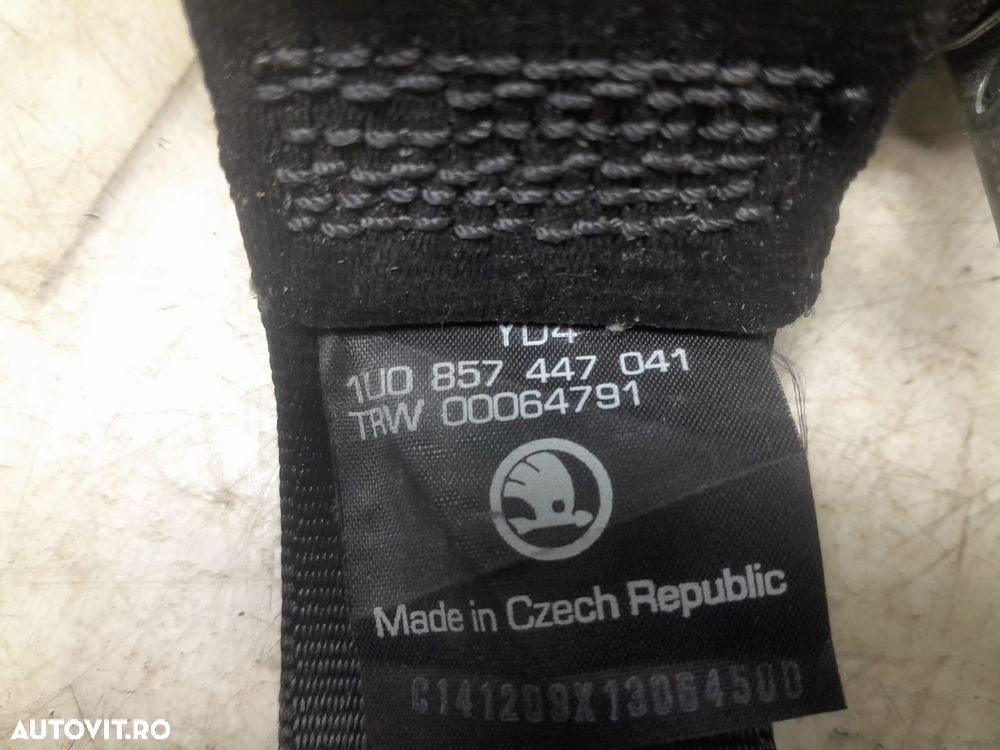 YD4
1U0 857 447 041
TRW 00064791
Made in Czech Republic
C141209X13064500
AUTOVIT.RO